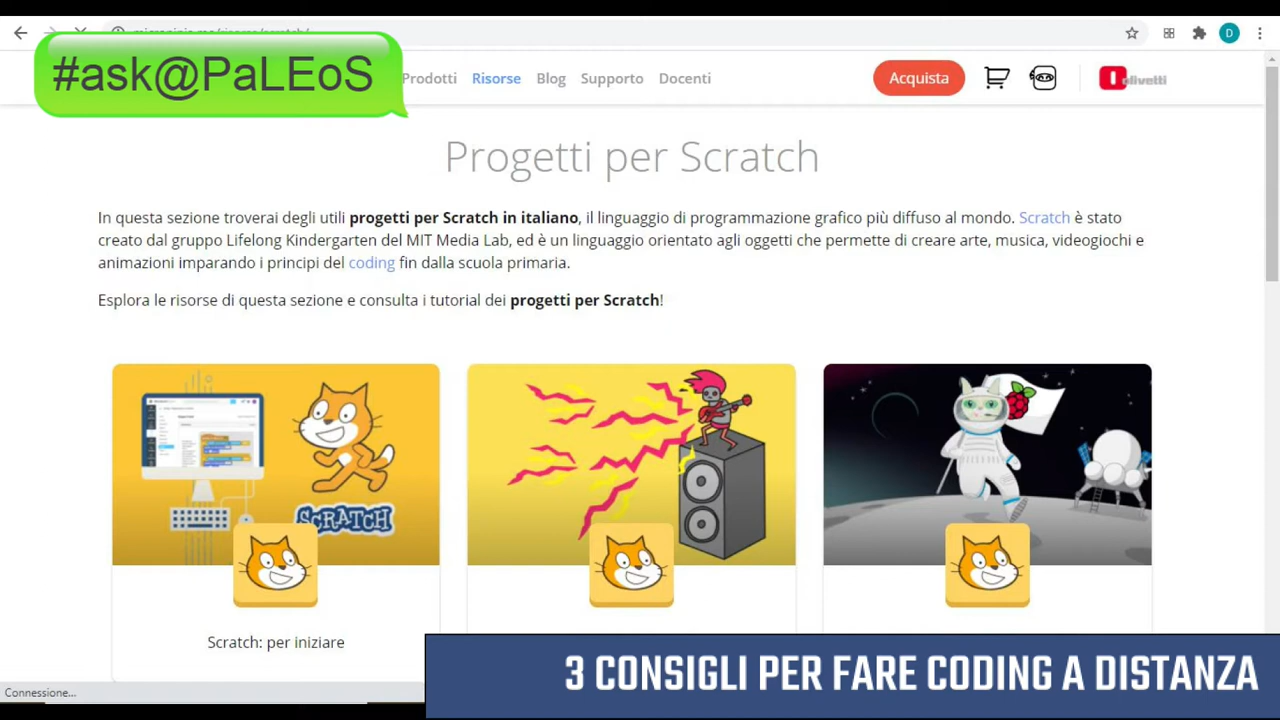 #ask@PaLEoS
Prodotti Risorse Blog Supporto Docenti
Acquista
D
olivetti
Progetti per Scratch
In questa sezione troverai degli utili progetti per Scratch in italiano, il linguaggio di programmazione grafico più diffuso al mondo. Scratch è stato
creato dal gruppo Lifelong Kindergarten del MIT Media Lab, ed è un linguaggio orientato agli oggetti che permette di creare arte, musica, videogiochi e
animazioni imparando i principi del coding fin dalla scuola primaria.
Esplora le risorse di questa sezione e consulta i tutorial dei progetti per Scratch!
SCRATCH
Scratch: per iniziare
3 CONSIGLI PER FARE CODING A DISTANZA
Connessione...